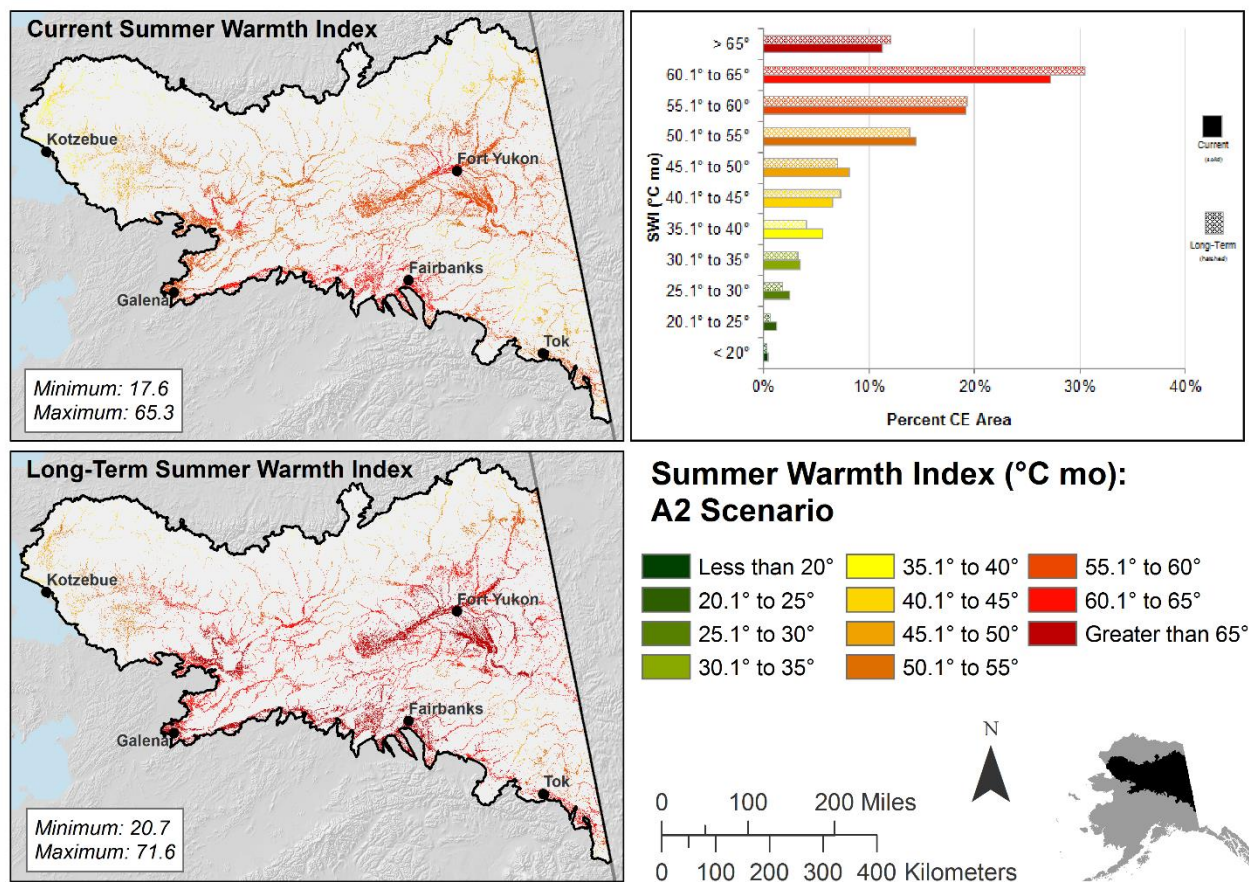 Current Summer Warmth Index
Kotzebue
Fort Yukon
Fairbanks
Galena
Tok
Minimum: 17.6
Maximum: 65.3
SWI (°C mo)
> 65°
60.1° to 65°
55.1° to 60°
50.1° to 55°
45.1° to 50°
40.1° to 45°
35.1° to 40°
30.1° to 35°
25.1° to 30°
20.1° to 25°
< 20°
0% 10% 20% 30% 40%
Percent CE Area
Current
(solid)
Long-Term
(hatched)
Long-Term Summer Warmth Index
Kotzebue
Fort Yukon
Fairbanks
Galena
Tok
Minimum: 20.7
Maximum: 71.6
Summer Warmth Index (°C mo):
A2 Scenario
Less than 20°
20.1° to 25°
25.1° to 30°
30.1° to 35°
35.1° to 40°
40.1° to 45°
45.1° to 50°
50.1° to 55°
55.1° to 60°
60.1° to 65°
Greater than 65°
N
0 100 200 Miles
0 100 200 300 400 Kilometers